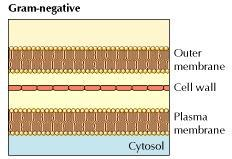 Gram-negative
Outer
membrane
Cell wall
Plasma
membrane
Cytosol